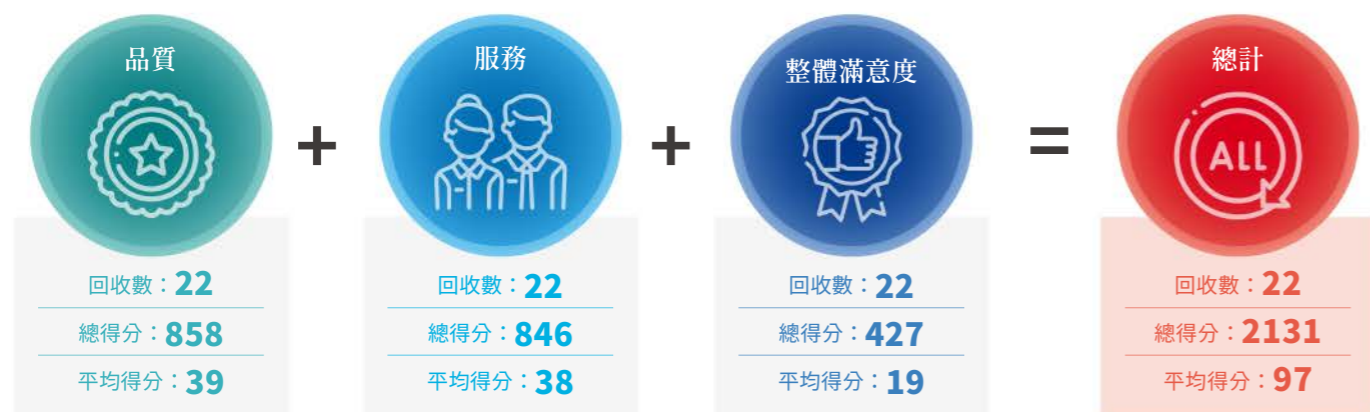 品質
回收數：22
總得分：858
平均得分：39
+
服務
回收數：22
總得分：846
平均得分：38
+
整體滿意度
回收數：22
總得分：427
平均得分：19
=
總計
ALL
回收數：22
總得分：2131
平均得分：97